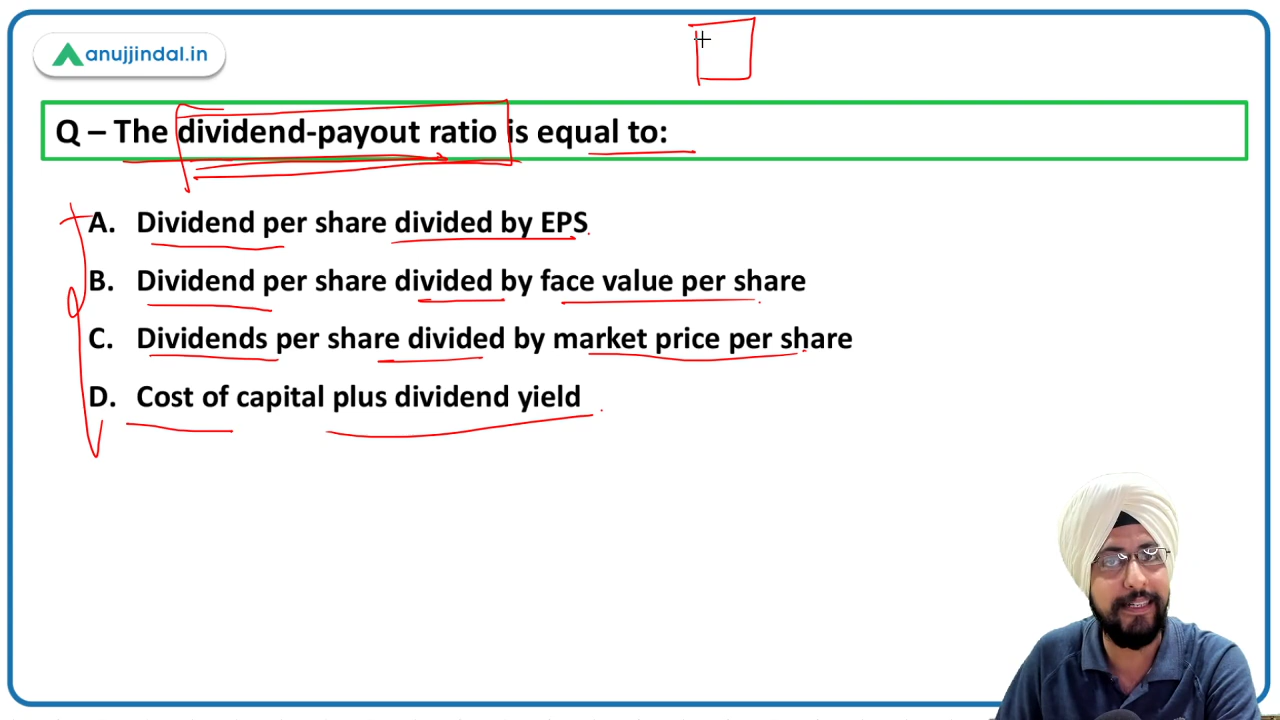 anujjindal.in
Q – The dividend-payout ratio is equal to:
A. Dividend per share divided by EPS
B. Dividend per share divided by face value per share
C. Dividends per share divided by market price per share
D. Cost of capital plus dividend yield